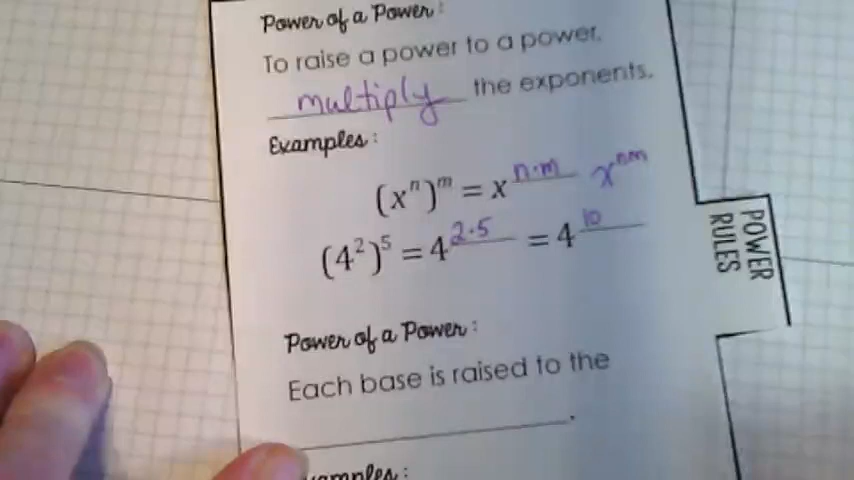 Power of a Power:
To raise a power to a power,
multiply the exponents.
Examples:
(xⁿ)ᵐ = x^n·m x^nm
(4²)⁵ = 4^2·5 = 4^10
POWER
RULES
Power of a Power:
Each base is raised to the
.